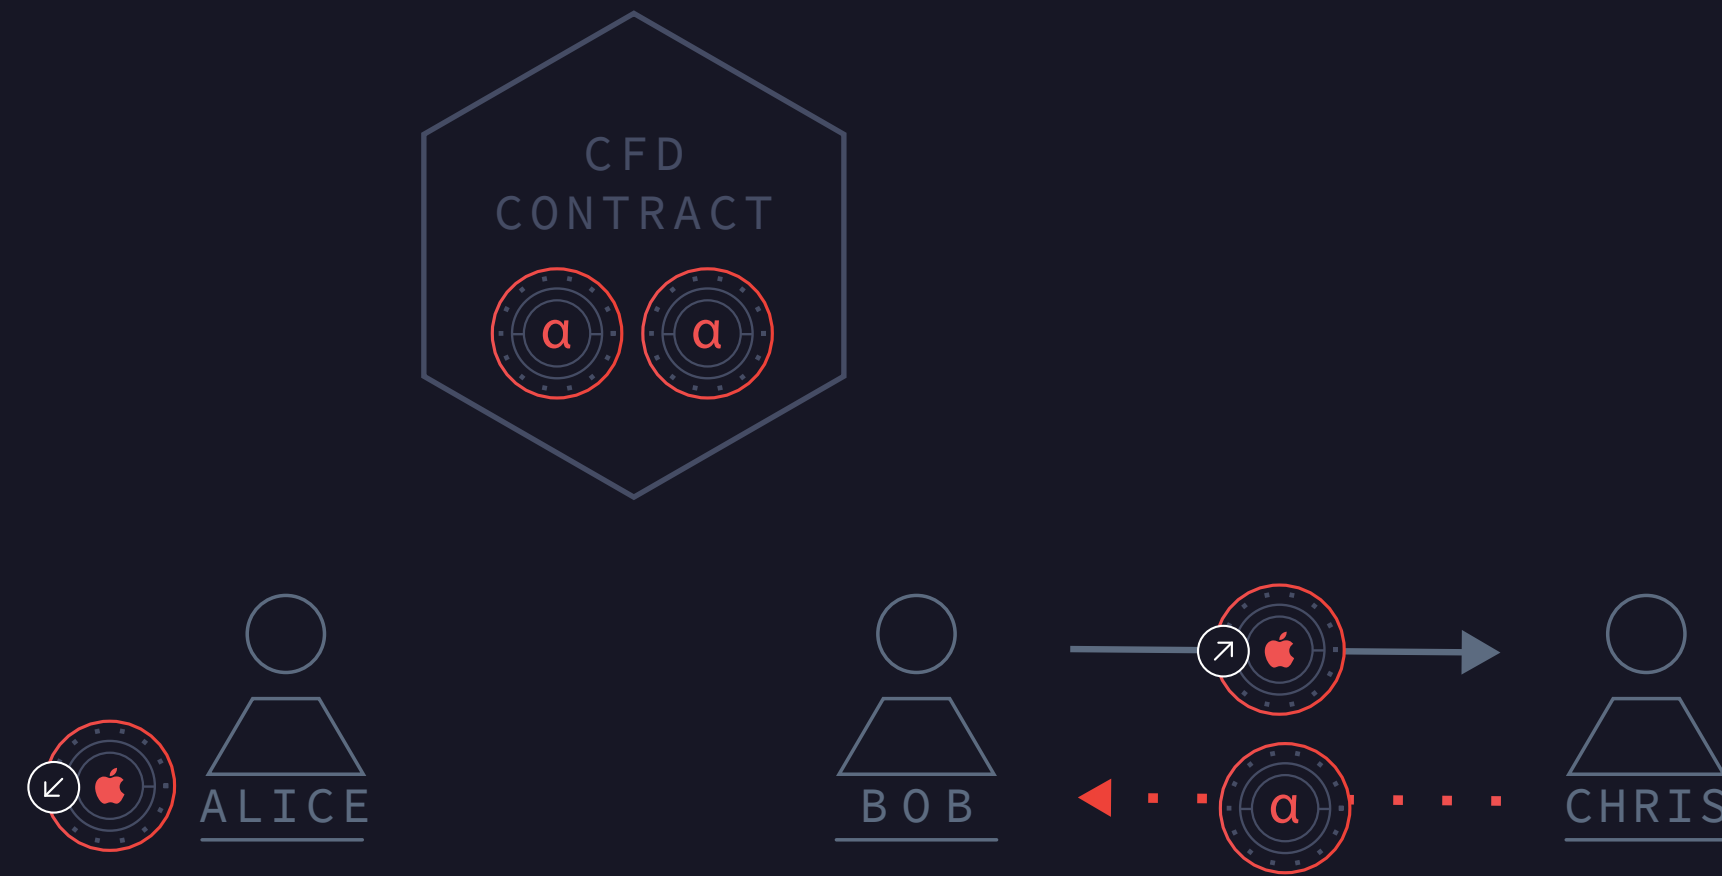 CFD
CONTRACT
α α
α
ALICE
BOB
CHRIS